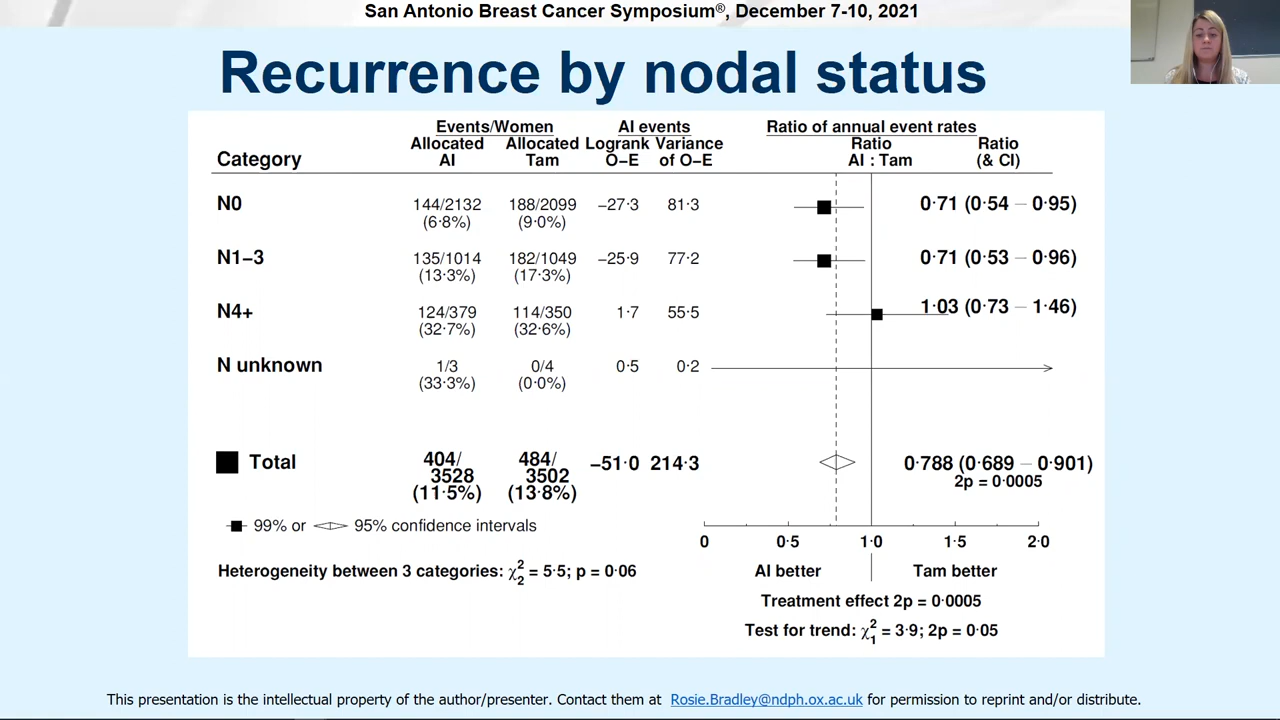 San Antonio Breast Cancer Symposium®, December 7-10, 2021
Recurrence by nodal status
Events/Women AI events Ratio of annual event rates
Allocated Allocated Logrank Variance Ratio Ratio
Category AI Tam O–E of O–E AI : Tam (& CI)
N0 144/2132 188/2099 −27·3 81·3 0·71 (0·54 – 0·95)
(6·8%) (9·0%)
N1–3 135/1014 182/1049 −25·9 77·2 0·71 (0·53 – 0·96)
(13·3%) (17·3%)
N4+ 124/379 114/350 1·7 55·5 1·03 (0·73 – 1·46)
(32·7%) (32·6%)
N unknown 1/3 0/4 0·5 0·2
(33·3%) (0·0%)
Total 404/ 484/ −51·0 214·3 0·788 (0·689 – 0·901)
3528 3502 2p = 0·0005
(11·5%) (13·8%)
99% or 95% confidence intervals
0 0·5 1·0 1·5 2·0
Heterogeneity between 3 categories: χ²₂ = 5·5; p = 0·06
AI better Tam better
Treatment effect 2p = 0·0005
Test for trend: χ²₁ = 3·9; 2p = 0·05
This presentation is the intellectual property of the author/presenter. Contact them at Rosie.Bradley@ndph.ox.ac.uk for permission to reprint and/or distribute.